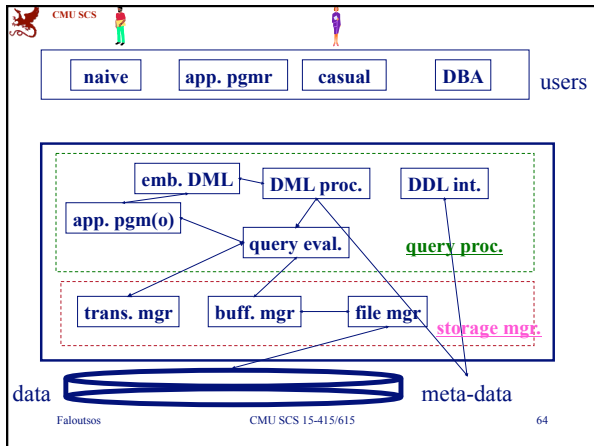 CMU SCS
naive app. pgmr casual DBA
users
emb. DML DML proc. DDL int.
app. pgm(o)
query eval. query proc.
trans. mgr buff. mgr file mgr
storage mgr.
data meta-data
Faloutsos CMU SCS 15-415/615 64